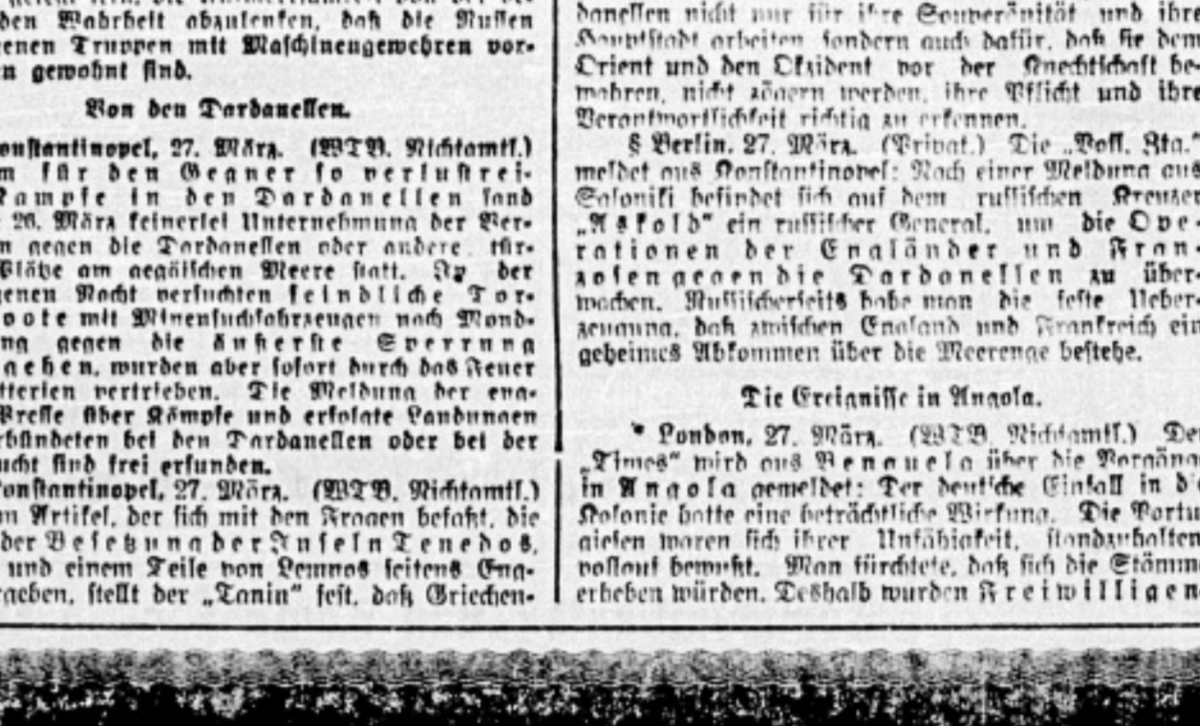 den Wahrheit abzulenken, daß die Russen
genen Truppen mit Maschinengewehren vor-
n gewohnt sind.
Von den Dardanellen.
onstantinopel, 27. März. (WTB. Nichtamtl.)
m für den Gegner so verlustrei-
Kampfe in den Dardanellen fand
26. März keinerlei Unternehmung der Ver-
n gegen die Dardanellen oder andere tür-
Plätze am aegäischen Meere statt. In der
genen Nacht versuchten feindliche Tor-
oote mit Minensuchfahrzeugen nach Mond-
ng gegen die äußerste Sperrung
achen, wurden aber sofort durch das Feuer
tterien vertrieben. Die Meldung der eng-
Presse über Kämpfe und erfolgte Landungen
rbündeten bei den Dardanellen oder bei der
ucht sind frei erfunden.
onstantinopel, 27. März. (WTB. Nichtamtl.)
m Artikel, der sich mit den Fragen befaßt, die
der Besetzung der Inseln Tenedos,
und einem Teile von Lemnos seitens Eng-
geben, stellt der „Tanin“ fest, daß Griechen-
danellen nicht nur für ihre Souveränität und ihre
Hauptstadt arbeiten, sondern auch dafür, daß sie dem
Orient und den Okzident vor der Knechtschaft be-
wahren, nicht zögern werden, ihre Pflicht und ihre
Verantwortlichkeit richtig zu erkennen.
§ Berlin, 27. März. (Privat.) Die „Voss. Ztg.“
meldet aus Konstantinopel: Nach einer Meldung aus
Saloniki befindet sich auf dem russischen Kreuzer
„Askold“ ein russischer General, um die Ope-
rationen der Engländer und Fran-
zosen gegen die Dardanellen zu über-
wachen. Russischerseits habe man die feste Ueber-
zeugung, daß zwischen England und Frankreich ein
geheimes Abkommen über die Meerenge bestehe.
Die Ereignisse in Angola.
* London, 27. März. (WTB. Nichtamtl.) Der
„Times“ wird aus Benguela über die Vorgäng
in Angola gemeldet: Der deutsche Einfall in d
Kolonie hatte eine beträchtliche Wirkung. Die Portu
giesen waren sich ihrer Unfähigkeit, standzuhalten
vollauf bewußt. Man fürchtete, daß sich die Stämm
erheben würden. Deshalb wurden Freiwilligen